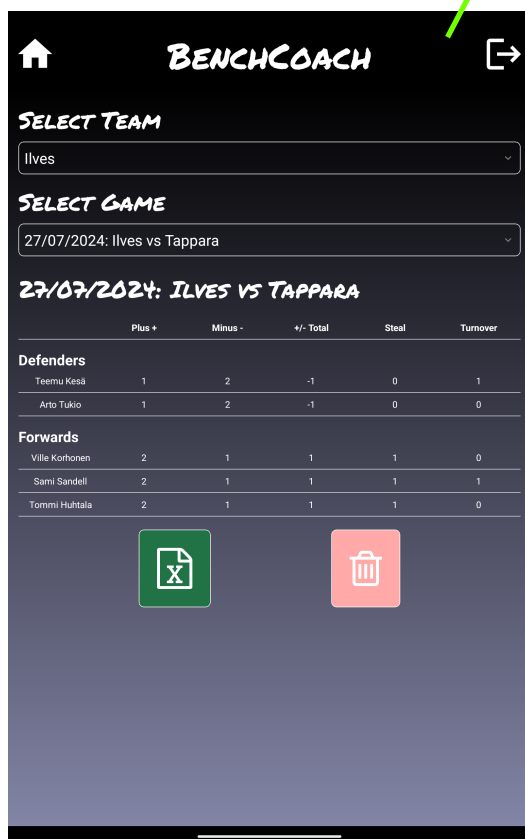 BenchCoach
Select Team
Ilves
Select Game
27/07/2024: Ilves vs Tappara
27/07/2024: Ilves vs Tappara
Plus + Minus - +/- Total Steal Turnover
Defenders
Teemu Kesä 1 2 -1 0 1
Arto Tukio 1 2 -1 0 0
Forwards
Ville Korhonen 2 1 1 1 0
Sami Sandell 2 1 1 1 1
Tommi Huhtala 2 1 1 1 0
X